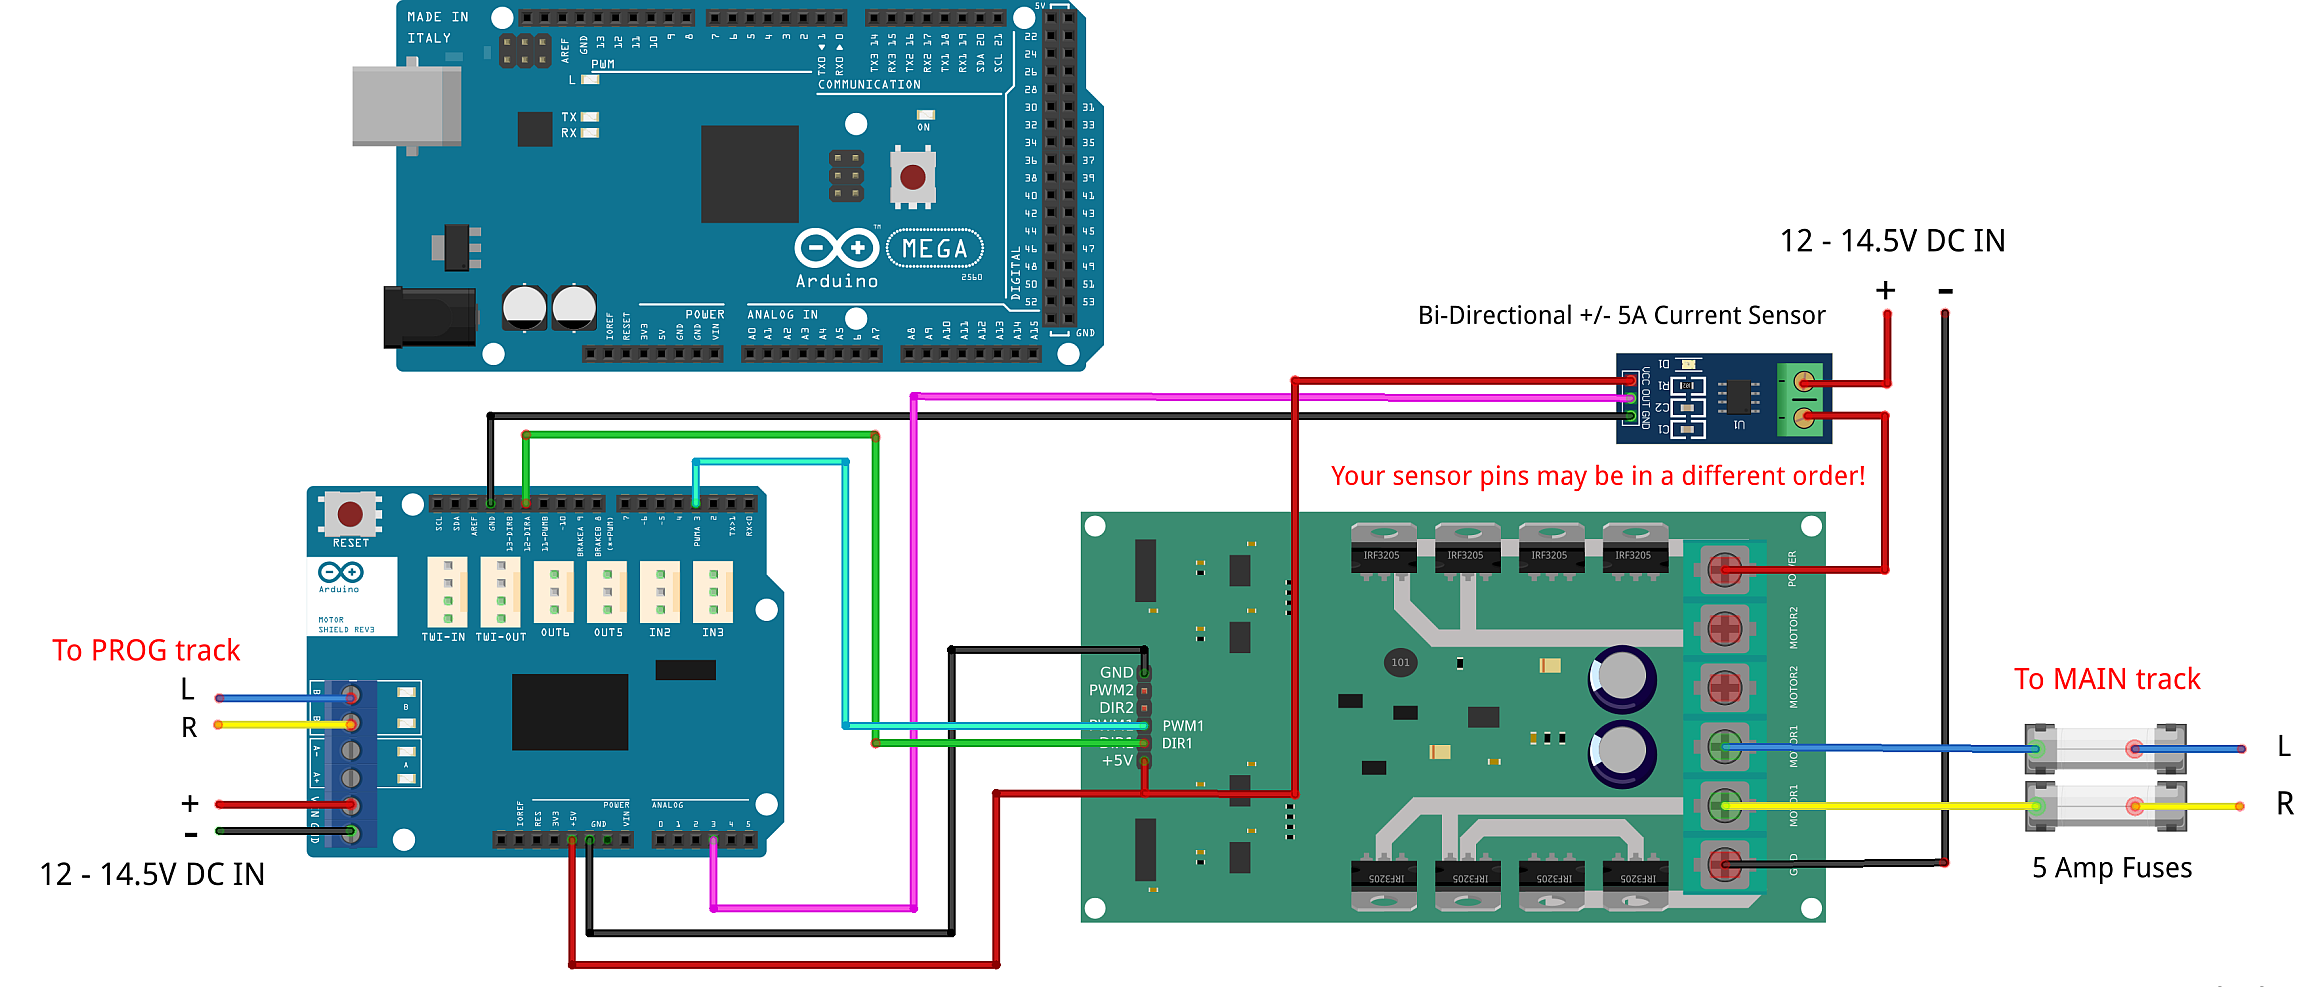 MADE IN
ITALY
AREF
GND
13
12
11
10
9
8
7
6
5
4
3
2
TX0 ◄ 1
RX0 ► 0
TX3 14
RX3 15
TX2 16
RX2 17
TX1 18
RX1 19
SDA 20
SCL 21
5V
PWM
L
COMMUNICATION
TX
RX
ON
22
24
26
28
30 31
32 33
34 35
36 37
38 39
40 41
42 43
44 45
46 47
48 49
50 51
52 53
GND
DIGITAL
™
MEGA
2560
Arduino
POWER
ANALOG IN
IOREF
RESET
3V3
5V
GND
GND
VIN
A0
A1
A2
A3
A4
A5
6
A7
A8
A9
A10
A11
A12
A13
A14
A15
12 - 14.5V DC IN
+ -
Bi-Directional +/- 5A Current Sensor
VCC OUT GND
D1
R1
C2
C1
U1
Your sensor pins may be in a different order!
RESET
Arduino
MOTOR
SHIELD REV3
SCL
SDA
AREF
GND
13-DIRB
12-DIRA
11-PWMB
-10
BRAKEA 9
BRAKEB 8
(*=PWM)
7
-6
-5
4
PWMA 3
2
TX>1
RX<0
TWI-IN
TWI-OUT
OUT6
OUT5
IN2
IN3
To PROG track
L
R
B
A
A-
A+
+
-
12 - 14.5V DC IN
IOREF
RES
3V3
+5V
GND
VIN
POWER
ANALOG
0
1
2
3
4
5
GND
PWM2
DIR2
PWM1
PWM1
DIR1
DIR1
+5V
IRF3205
IRF3205
IRF3205
IRF3205
101
IRF3205
IRF3205
IRF3205
IRF3205
POWER
MOTOR2
MOTOR2
MOTOR1
MOTOR1
To MAIN track
L
R
5 Amp Fuses